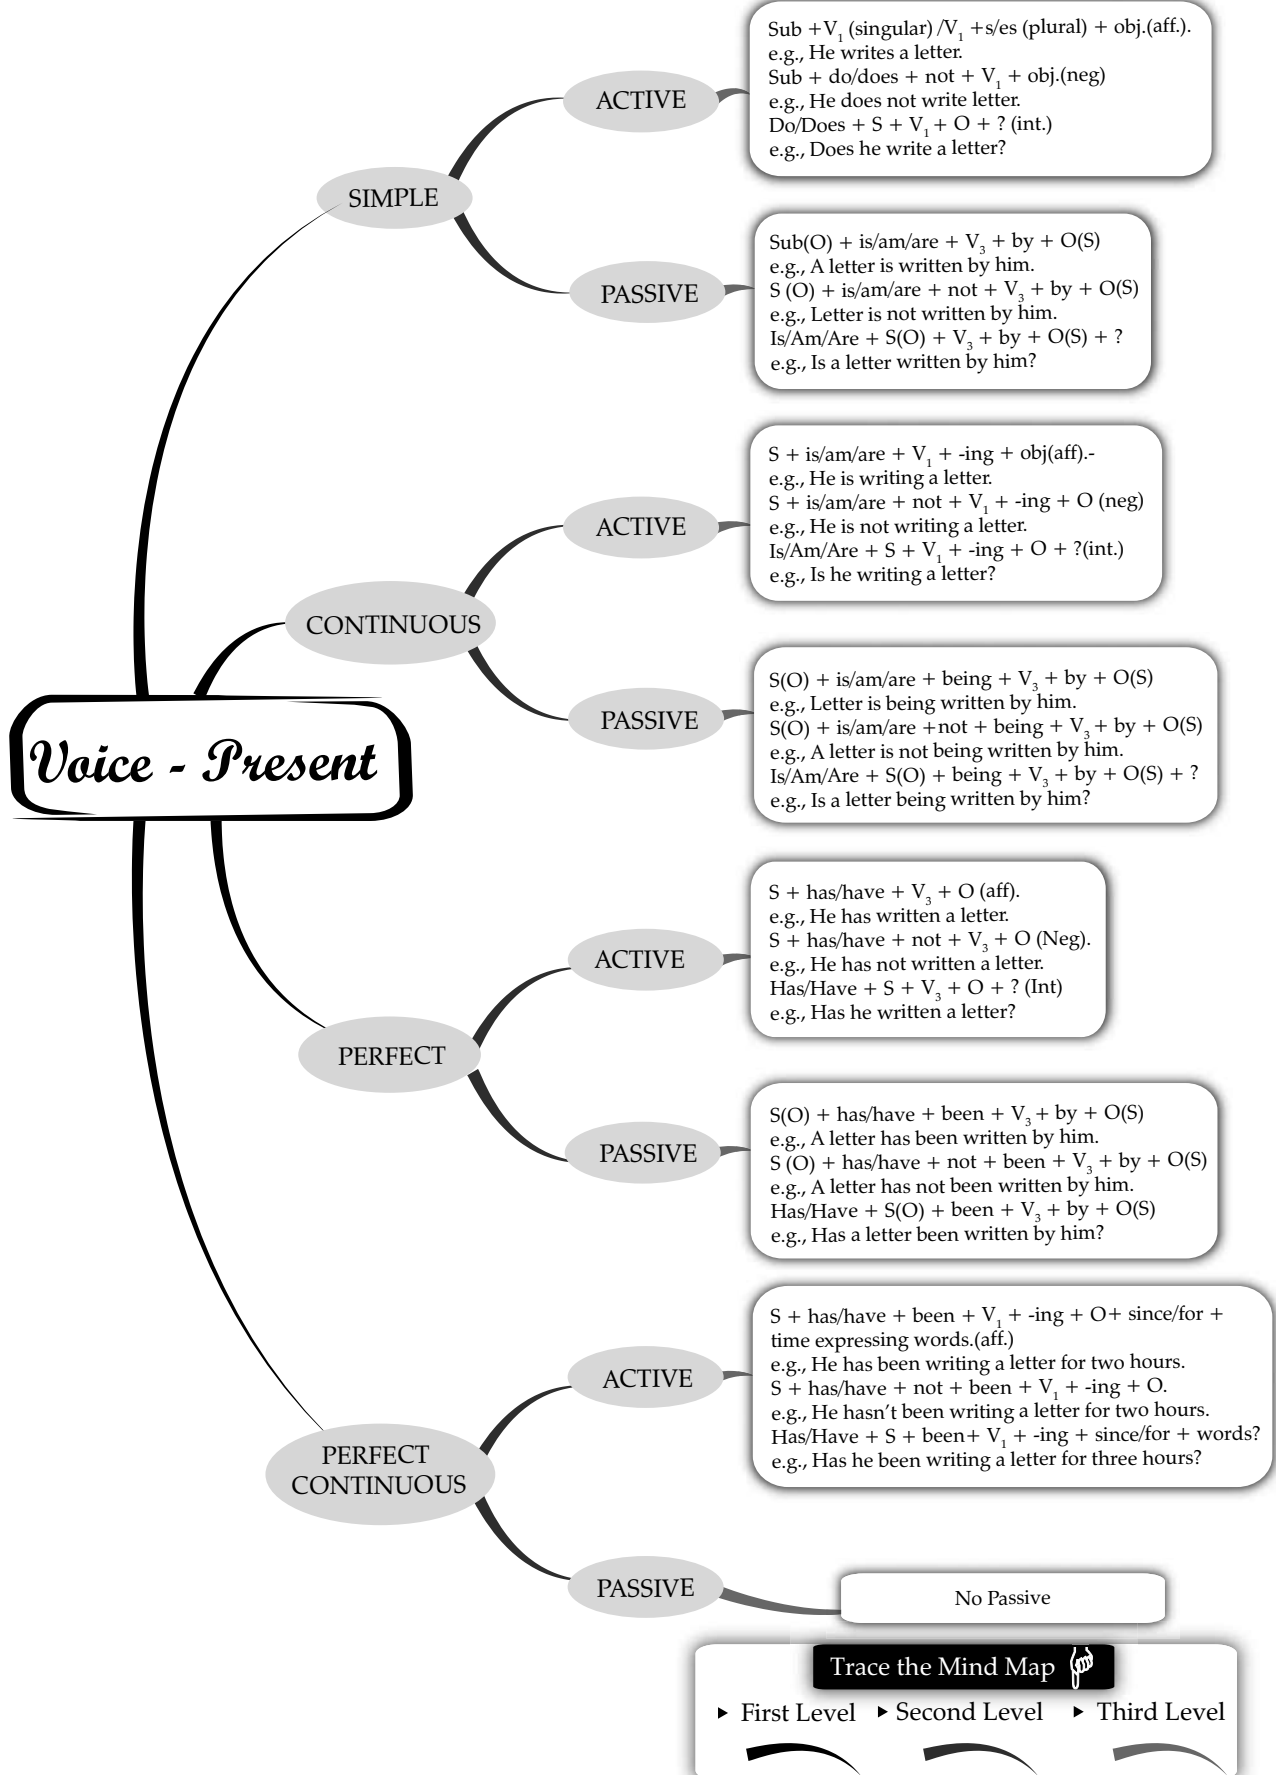 Voice - Present
SIMPLE
ACTIVE
Sub +V₁ (singular) /V₁ +s/es (plural) + obj.(aff.).
e.g., He writes a letter.
Sub + do/does + not + V₁ + obj.(neg)
e.g., He does not write letter.
Do/Does + S + V₁ + O + ? (int.)
e.g., Does he write a letter?
PASSIVE
Sub(O) + is/am/are + V₃ + by + O(S)
e.g., A letter is written by him.
S (O) + is/am/are + not + V₃ + by + O(S)
e.g., Letter is not written by him.
Is/Am/Are + S(O) + V₃ + by + O(S) + ?
e.g., Is a letter written by him?
CONTINUOUS
ACTIVE
S + is/am/are + V₁ + -ing + obj(aff).-
e.g., He is writing a letter.
S + is/am/are + not + V₁ + -ing + O (neg)
e.g., He is not writing a letter.
Is/Am/Are + S + V₁ + -ing + O + ?(int.)
e.g., Is he writing a letter?
PASSIVE
S(O) + is/am/are + being + V₃ + by + O(S)
e.g., Letter is being written by him.
S(O) + is/am/are +not + being + V₃ + by + O(S)
e.g., A letter is not being written by him.
Is/Am/Are + S(O) + being + V₃ + by + O(S) + ?
e.g., Is a letter being written by him?
PERFECT
ACTIVE
S + has/have + V₃ + O (aff).
e.g., He has written a letter.
S + has/have + not + V₃ + O (Neg).
e.g., He has not written a letter.
Has/Have + S + V₃ + O + ? (Int)
e.g., Has he written a letter?
PASSIVE
S(O) + has/have + been + V₃ + by + O(S)
e.g., A letter has been written by him.
S (O) + has/have + not + been + V₃ + by + O(S)
e.g., A letter has not been written by him.
Has/Have + S(O) + been + V₃ + by + O(S)
e.g., Has a letter been written by him?
PERFECT
CONTINUOUS
ACTIVE
S + has/have + been + V₁ + -ing + O+ since/for +
time expressing words.(aff.)
e.g., He has been writing a letter for two hours.
S + has/have + not + been + V₁ + -ing + O.
e.g., He hasn't been writing a letter for two hours.
Has/Have + S + been+ V₁ + -ing + since/for + words?
e.g., Has he been writing a letter for three hours?
PASSIVE
No Passive
Trace the Mind Map
First Level Second Level Third Level